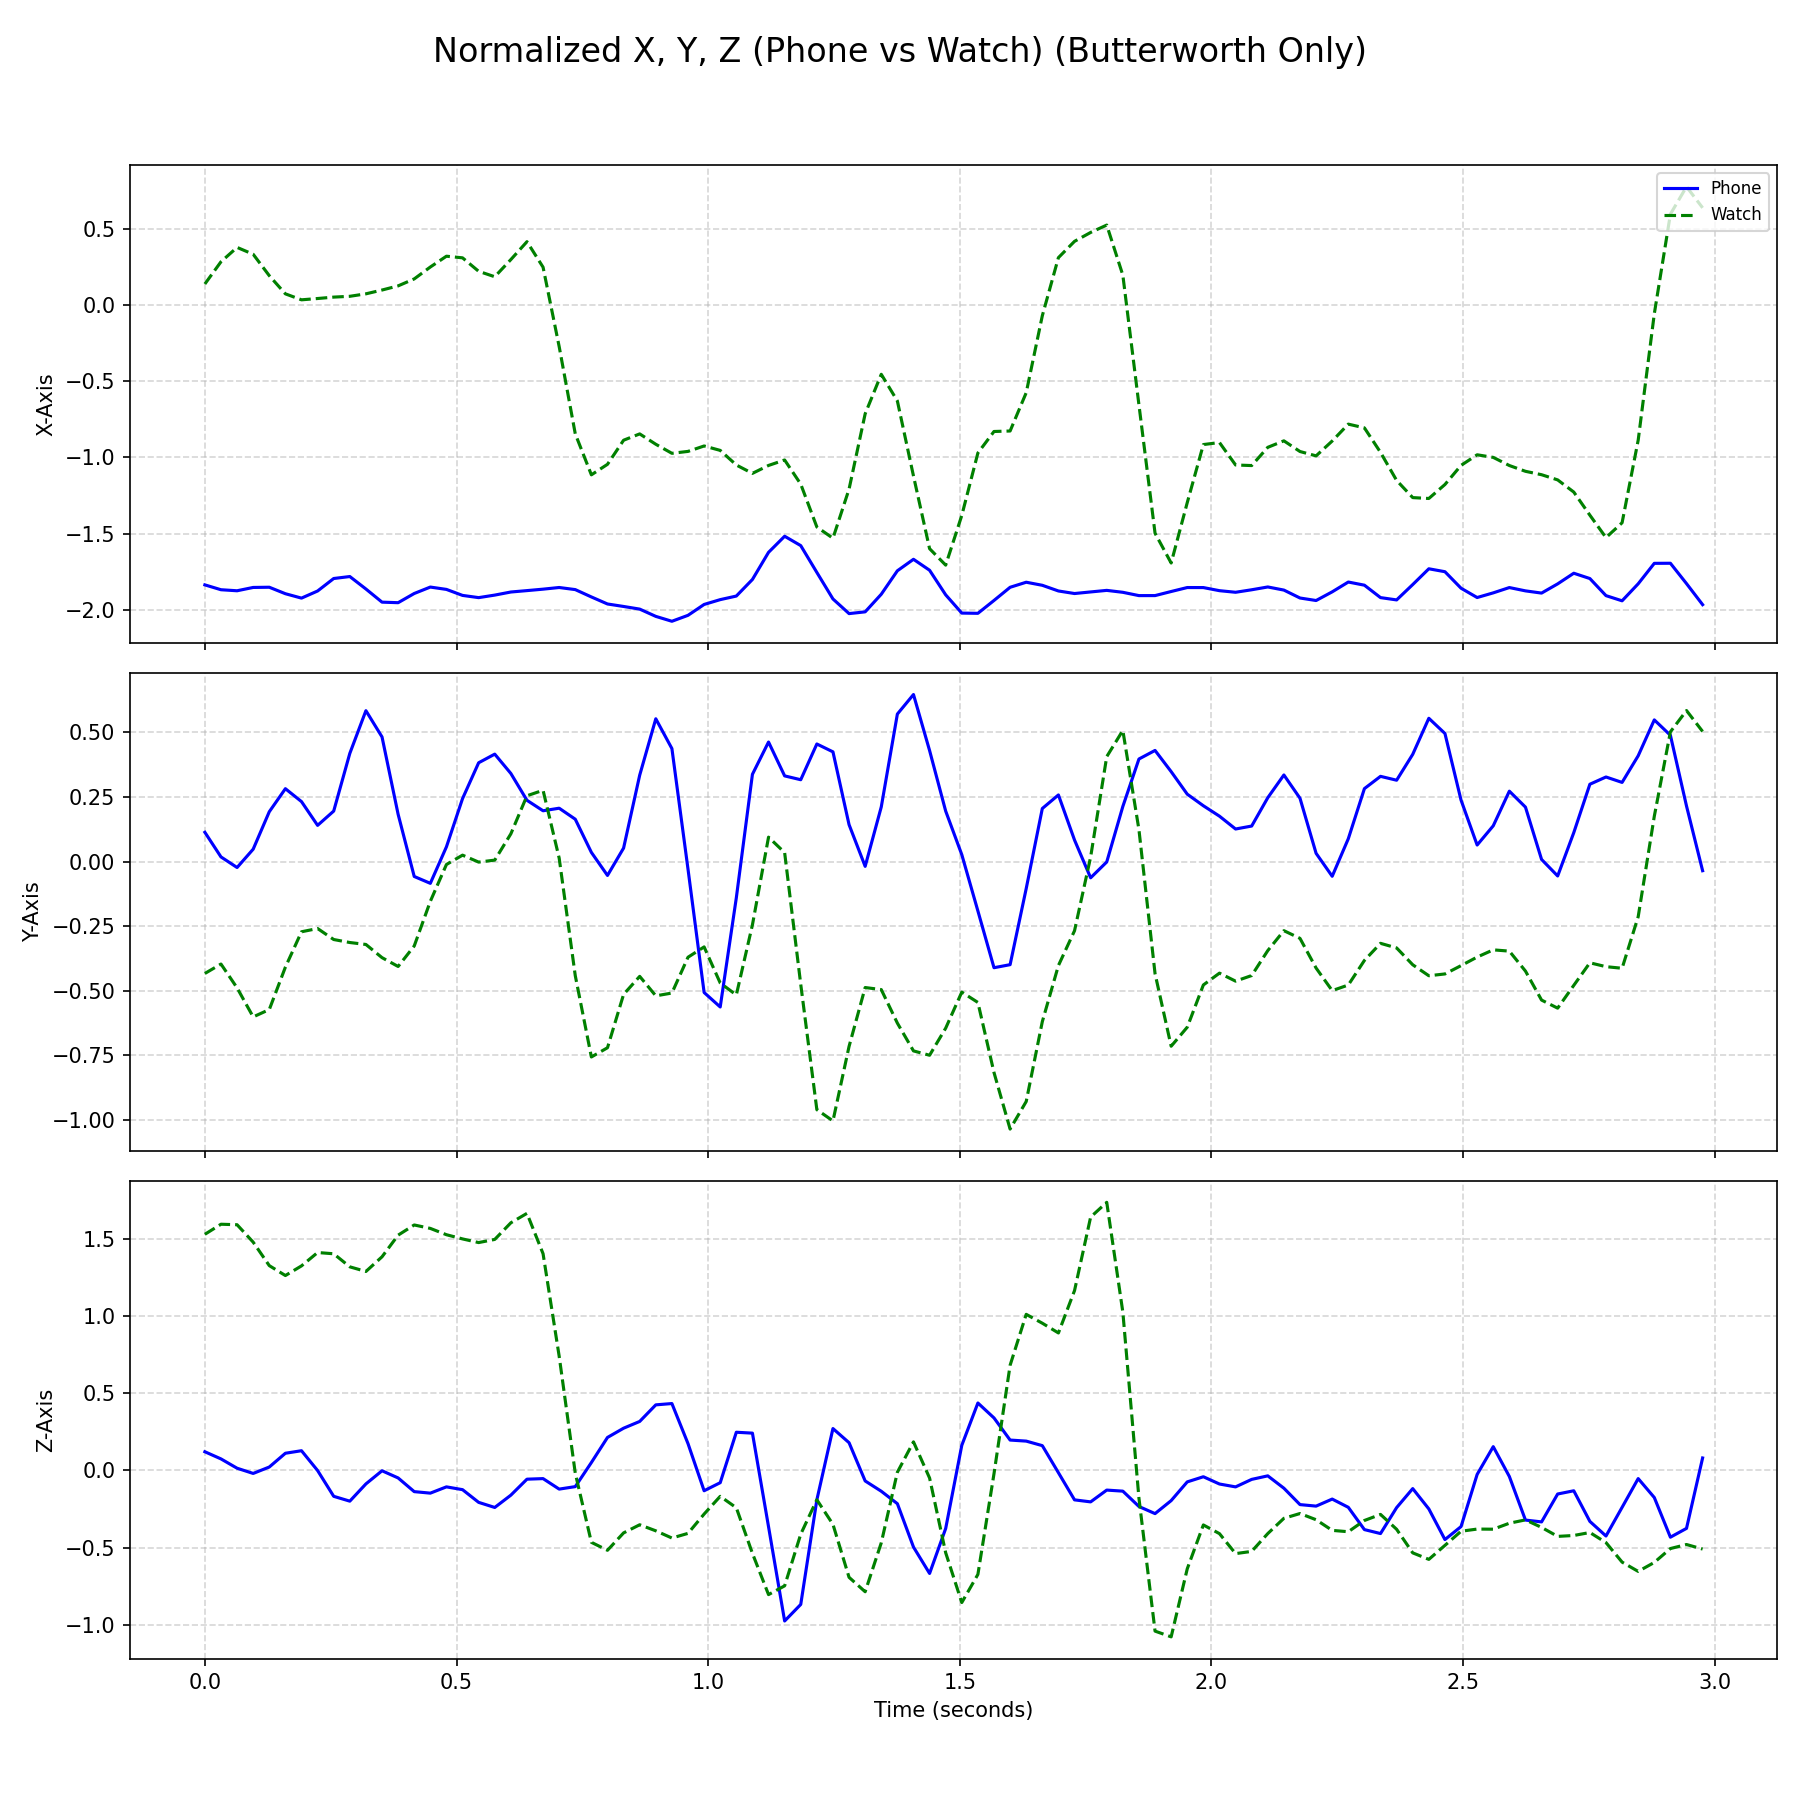 Normalized X, Y, Z (Phone vs Watch) (Butterworth Only)
Phone
Watch
X-Axis
0.5
0.0
−0.5
−1.0
−1.5
−2.0
Y-Axis
0.50
0.25
0.00
−0.25
−0.50
−0.75
−1.00
Z-Axis
1.5
1.0
0.5
0.0
−0.5
−1.0
0.0 0.5 1.0 1.5 2.0 2.5 3.0
Time (seconds)